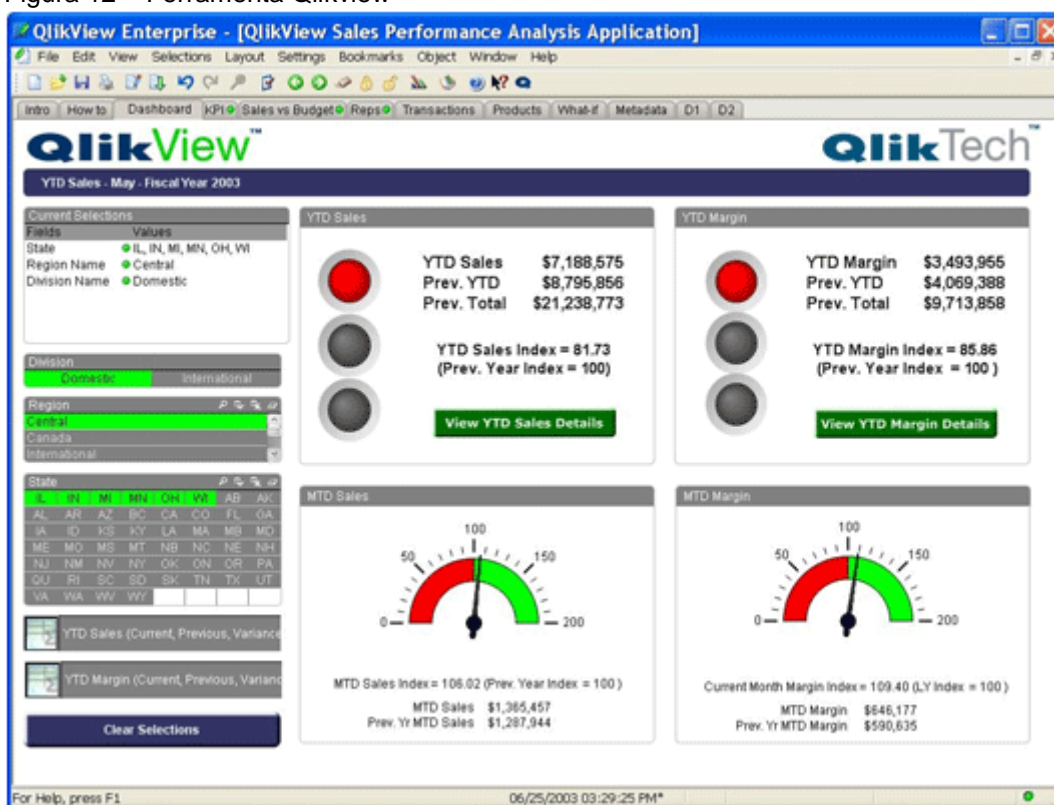 Figura 12 – Ferramenta QlikView
QlikView Enterprise - [QlikView Sales Performance Analysis Application]
File Edit View Selections Layout Settings Bookmarks Object Window Help
Intro How to Dashboard KPI Sales vs Budget Reps Transactions Products What-if Metadata D1 D2
QlikView™
QlikTech™
YTD Sales - May - Fiscal Year 2003
Current Selections
Fields Values
State IL, IN, MI, MN, OH, WI
Region Name Central
Division Name Domestic
Division
Domestic International
Region
Central
Canada
International
State
IL IN MI MN OH WI AB AK
AL AR AZ BC CA CO FL GA
IA ID KS KY LA MA MB MD
ME MO MS MT NB NC NE NH
NJ NM NV NY OK ON OR PA
QU RI SC SD SK TN TX UT
VA WA WV WY
YTD Sales (Current, Previous, Variance
YTD Margin (Current, Previous, Varianc
Clear Selections
YTD Sales
YTD Sales $7,188,575
Prev. YTD $8,795,856
Prev. Total $21,238,773
YTD Sales Index = 81.73
(Prev. Year Index = 100)
View YTD Sales Details
YTD Margin
YTD Margin $3,493,955
Prev. YTD $4,069,388
Prev. Total $9,713,858
YTD Margin Index = 85.86
(Prev. Year Index = 100 )
View YTD Margin Details
MTD Sales
0 50 100 150 200
MTD Sales Index = 106.02 (Prev. Year Index = 100 )
MTD Sales $1,365,457
Prev. Yr MTD Sales $1,287,944
MTD Margin
0 50 100 150 200
Current Month Margin Index = 109.40 (LY Index = 100 )
MTD Margin $646,177
Prev. Yr MTD Margin $590,635
For Help, press F1
06/25/2003 03:29:25 PM*